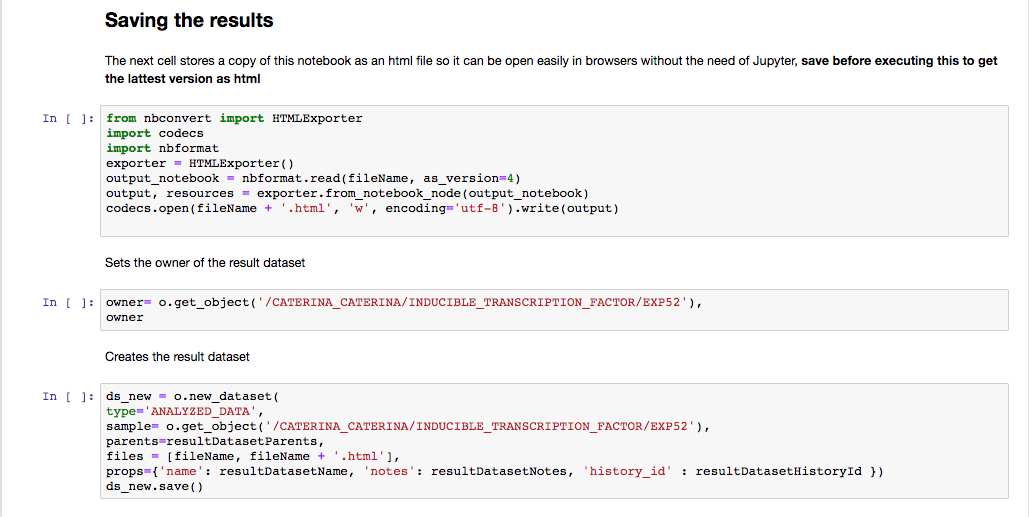 Saving the results
The next cell stores a copy of this notebook as an html file so it can be open easily in browsers without the need of Jupyter, save before executing this to get
the lattest version as html
In [ ]: from nbconvert import HTMLExporter
import codecs
import nbformat
exporter = HTMLExporter()
output_notebook = nbformat.read(fileName, as_version=4)
output, resources = exporter.from_notebook_node(output_notebook)
codecs.open(fileName + '.html', 'w', encoding='utf-8').write(output)
Sets the owner of the result dataset
In [ ]: owner= o.get_object('/CATERINA_CATERINA/INDUCIBLE_TRANSCRIPTION_FACTOR/EXP52'),
owner
Creates the result dataset
In [ ]: ds_new = o.new_dataset(
type='ANALYZED_DATA',
sample= o.get_object('/CATERINA_CATERINA/INDUCIBLE_TRANSCRIPTION_FACTOR/EXP52'),
parents=resultDatasetParents,
files = [fileName, fileName + '.html'],
props={'name': resultDatasetName, 'notes': resultDatasetNotes, 'history_id' : resultDatasetHistoryId })
ds_new.save()